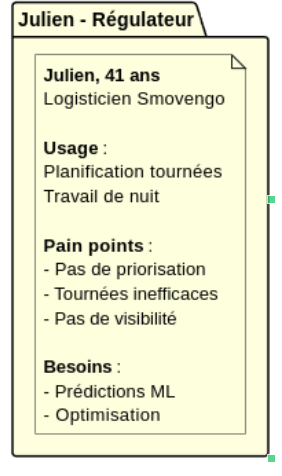 Julien - Régulateur
Julien, 41 ans
Logisticien Smovengo
Usage :
Planification tournées
Travail de nuit
Pain points :
- Pas de priorisation
- Tournées inefficaces
- Pas de visibilité
Besoins :
- Prédictions ML
- Optimisation